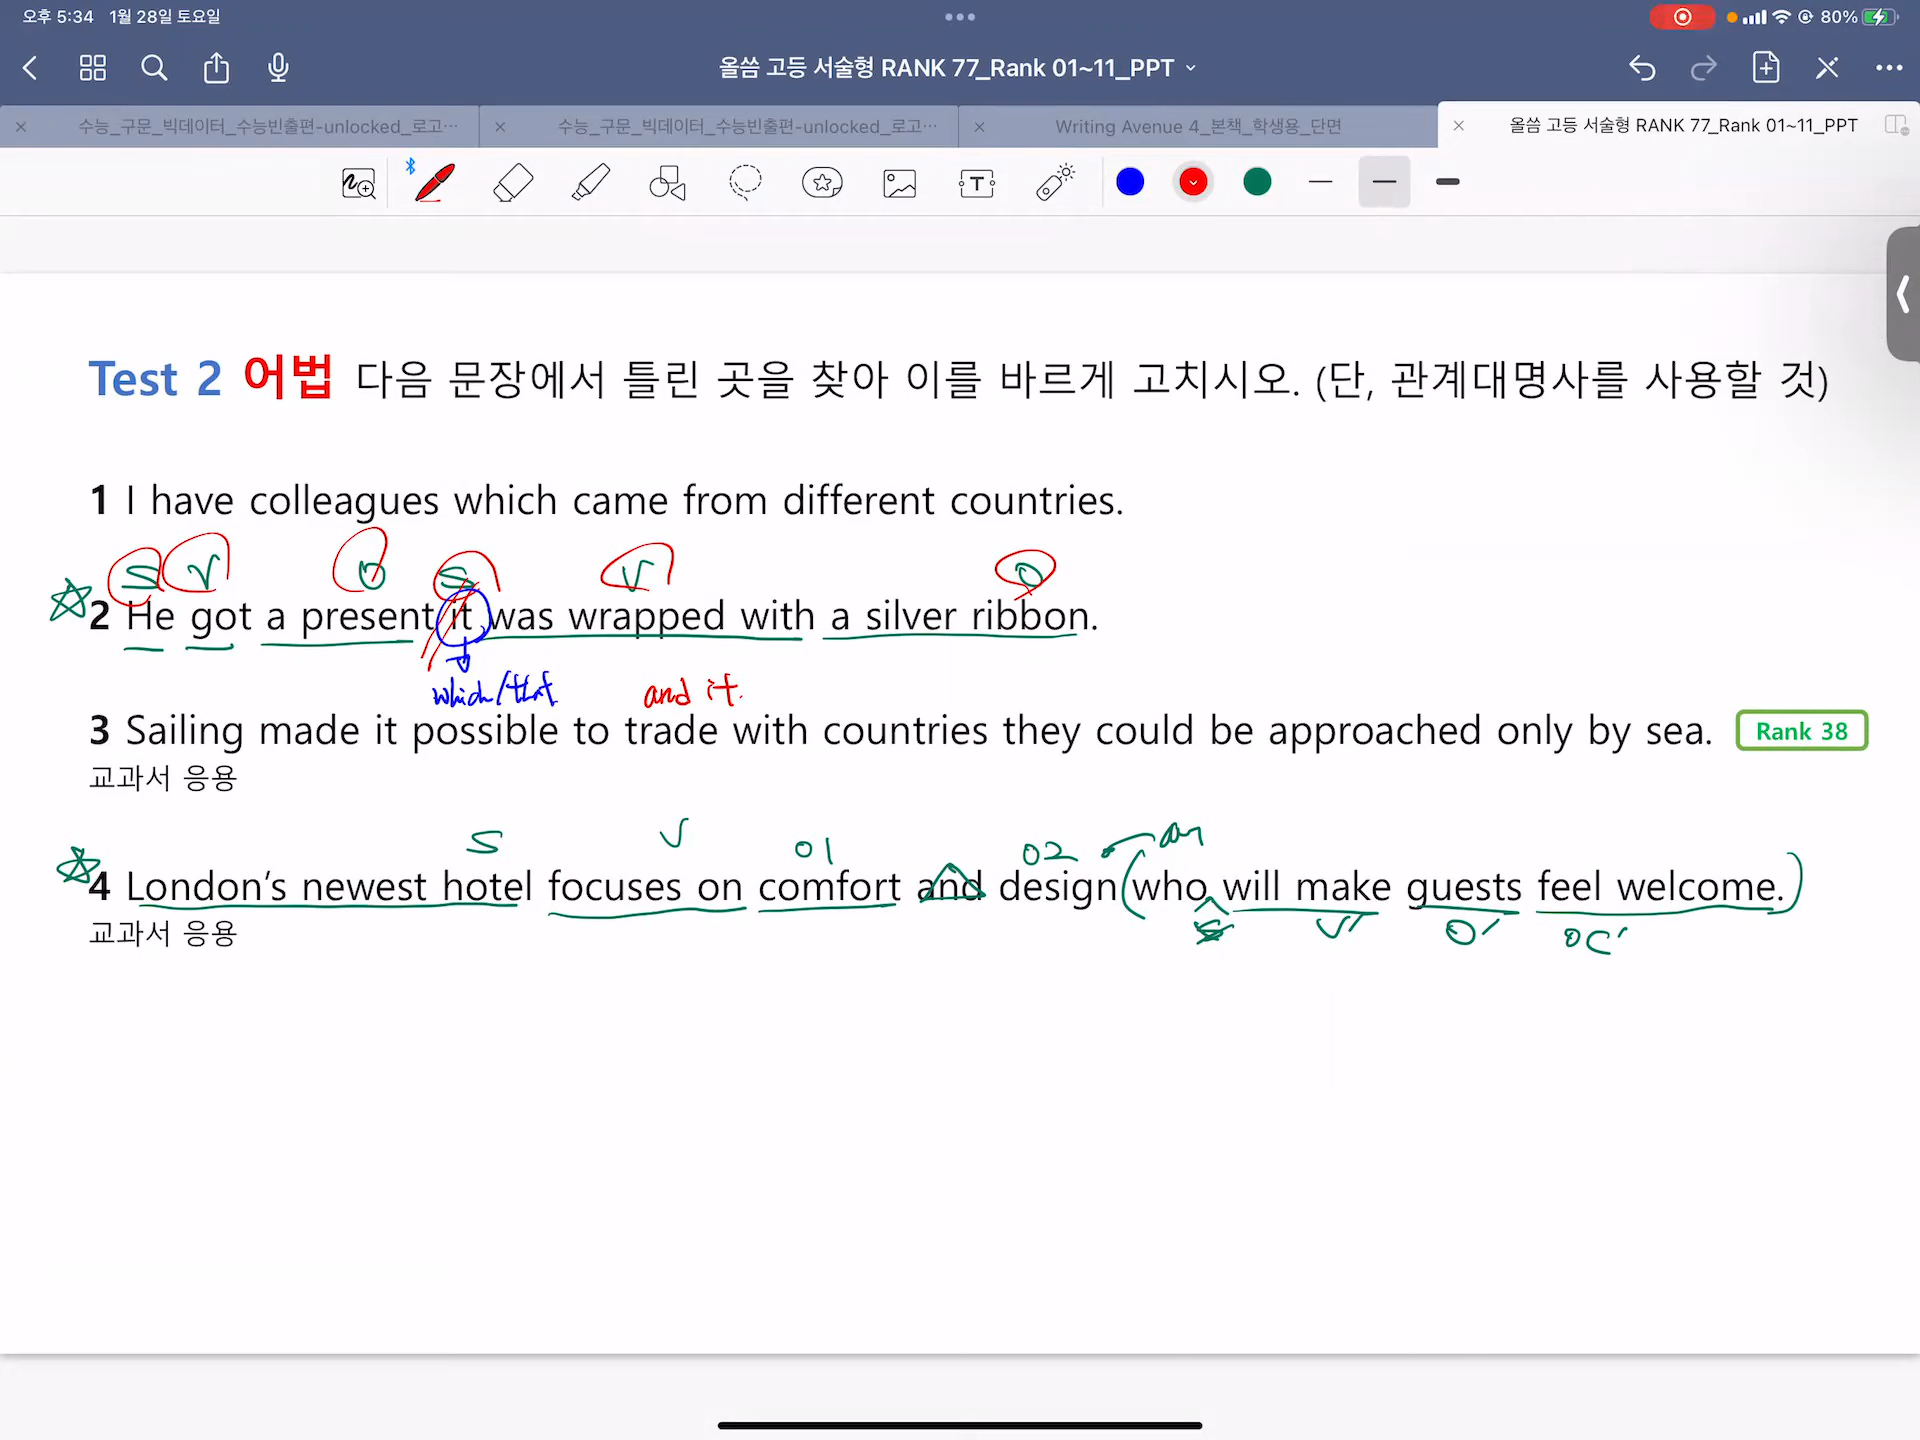 오후 5:34 1월 28일 토요일
80%
올씀 고등 서술형 RANK 77_Rank 01~11_PPT
수능_구문_빅데이터_수능빈출편-unlocked_로고…
수능_구문_빅데이터_수능빈출편-unlocked_로고…
Writing Avenue 4_본책_학생용_단면
올씀 고등 서술형 RANK 77_Rank 01~11_PPT
Test 2 어법 다음 문장에서 틀린 곳을 찾아 이를 바르게 고치시오. (단, 관계대명사를 사용할 것)
1 I have colleagues which came from different countries.
S V O S V O
2 He got a present it was wrapped with a silver ribbon.
which/that and it.
3 Sailing made it possible to trade with countries they could be approached only by sea. Rank 38
교과서 응용
S V O1 O2
4 London's newest hotel focuses on comfort and design (who will make guests feel welcome.)
V' O' OC'
교과서 응용